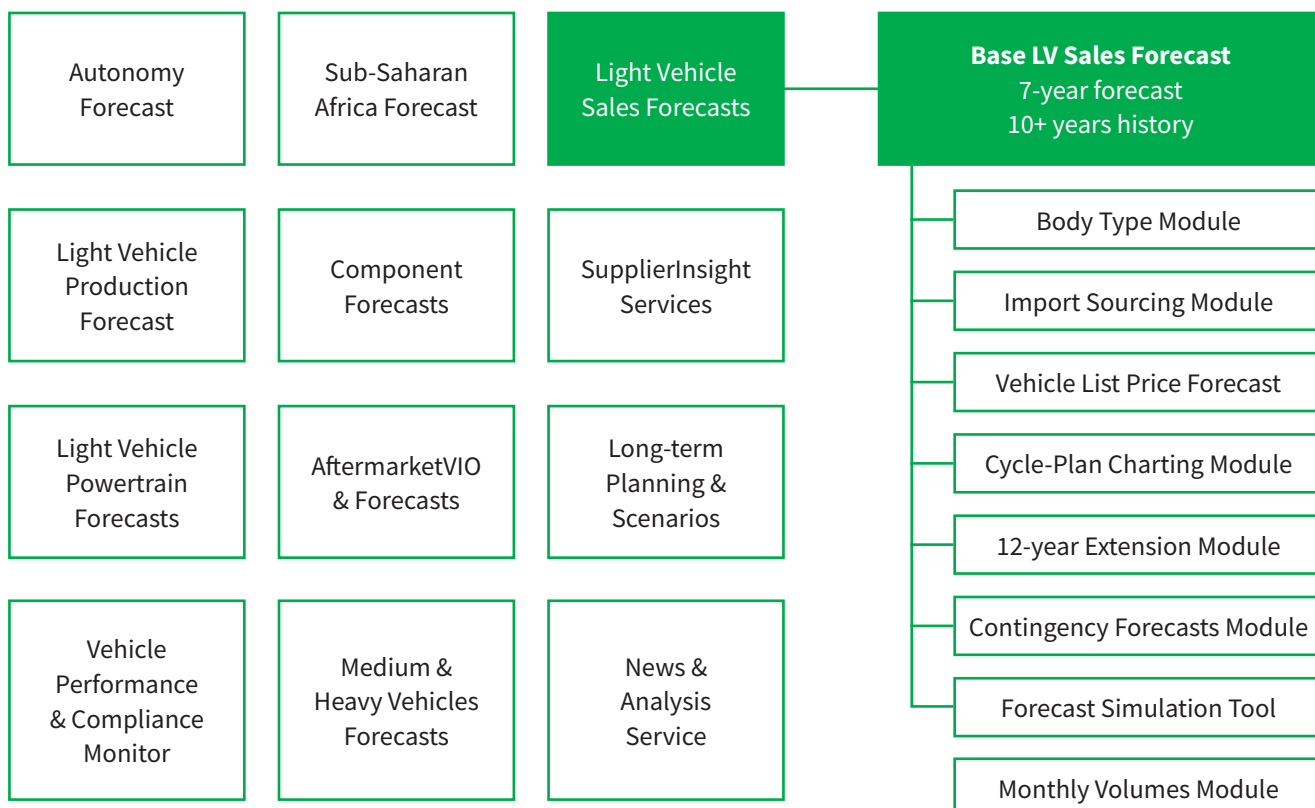 Autonomy
Forecast
Sub-Saharan
Africa Forecast
Light Vehicle
Sales Forecasts
Base LV Sales Forecast
7-year forecast
10+ years history
Light Vehicle
Production
Forecast
Component
Forecasts
SupplierInsight
Services
Light Vehicle
Powertrain
Forecasts
AftermarketVIO
& Forecasts
Long-term
Planning &
Scenarios
Vehicle
Performance
& Compliance
Monitor
Medium &
Heavy Vehicles
Forecasts
News &
Analysis
Service
Body Type Module
Import Sourcing Module
Vehicle List Price Forecast
Cycle-Plan Charting Module
12-year Extension Module
Contingency Forecasts Module
Forecast Simulation Tool
Monthly Volumes Module